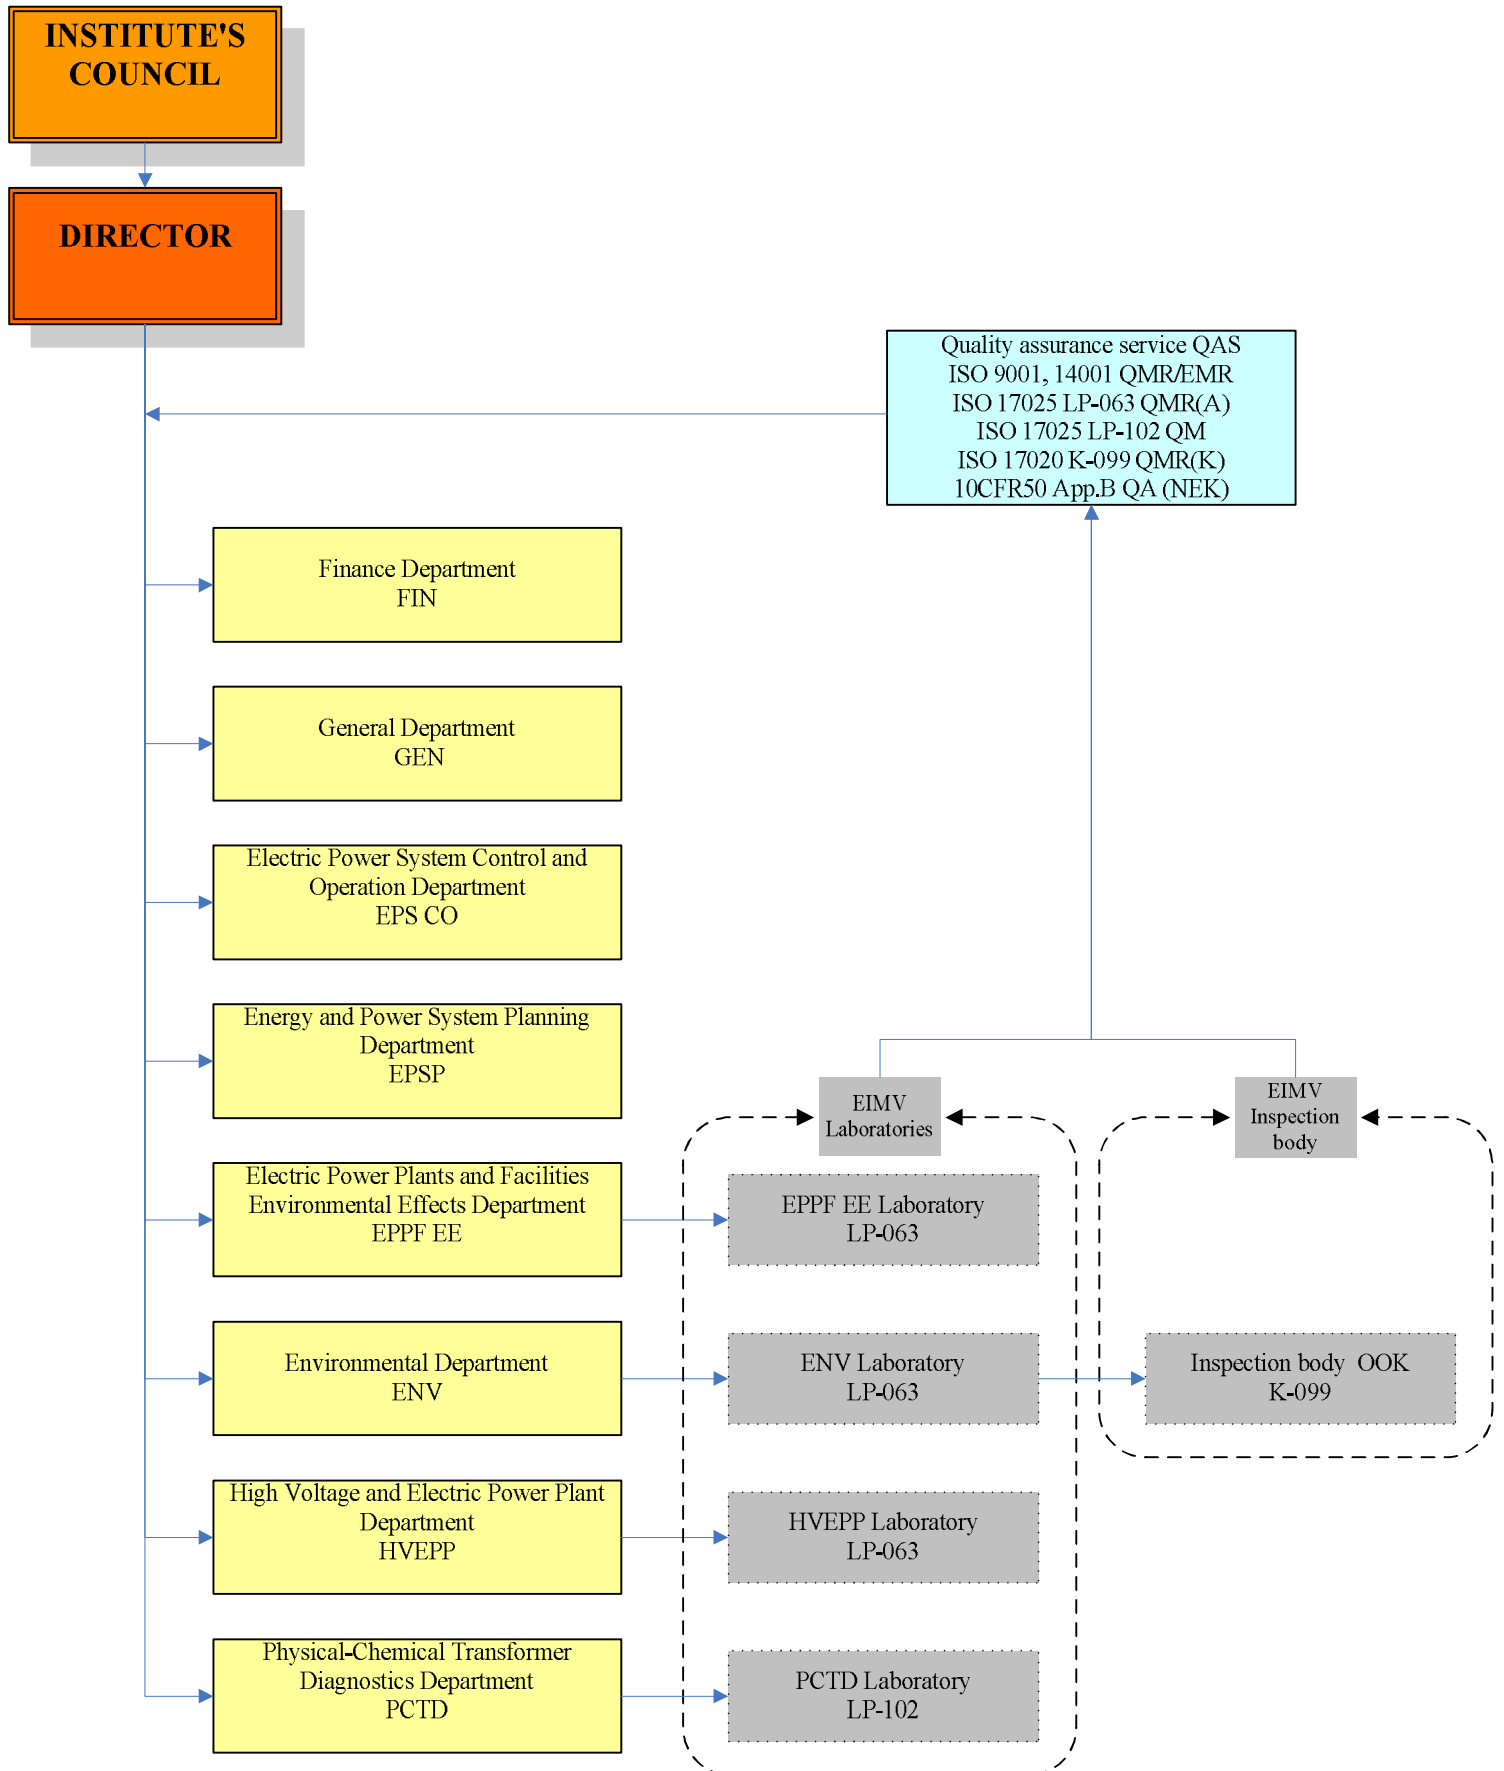 INSTITUTE'S
COUNCIL
DIRECTOR
Quality assurance service QAS
ISO 9001, 14001 QMR/EMR
ISO 17025 LP-063 QMR(A)
ISO 17025 LP-102 QM
ISO 17020 K-099 QMR(K)
10CFR50 App.B QA (NEK)
Finance Department
FIN
General Department
GEN
Electric Power System Control and
Operation Department
EPS CO
Energy and Power System Planning
Department
EPSP
EIMV
Laboratories
EIMV
Inspection
body
Electric Power Plants and Facilities
Environmental Effects Department
EPPF EE
EPPF EE Laboratory
LP-063
Environmental Department
ENV
ENV Laboratory
LP-063
Inspection body OOK
K-099
High Voltage and Electric Power Plant
Department
HVEPP
HVEPP Laboratory
LP-063
Physical-Chemical Transformer
Diagnostics Department
PCTD
PCTD Laboratory
LP-102